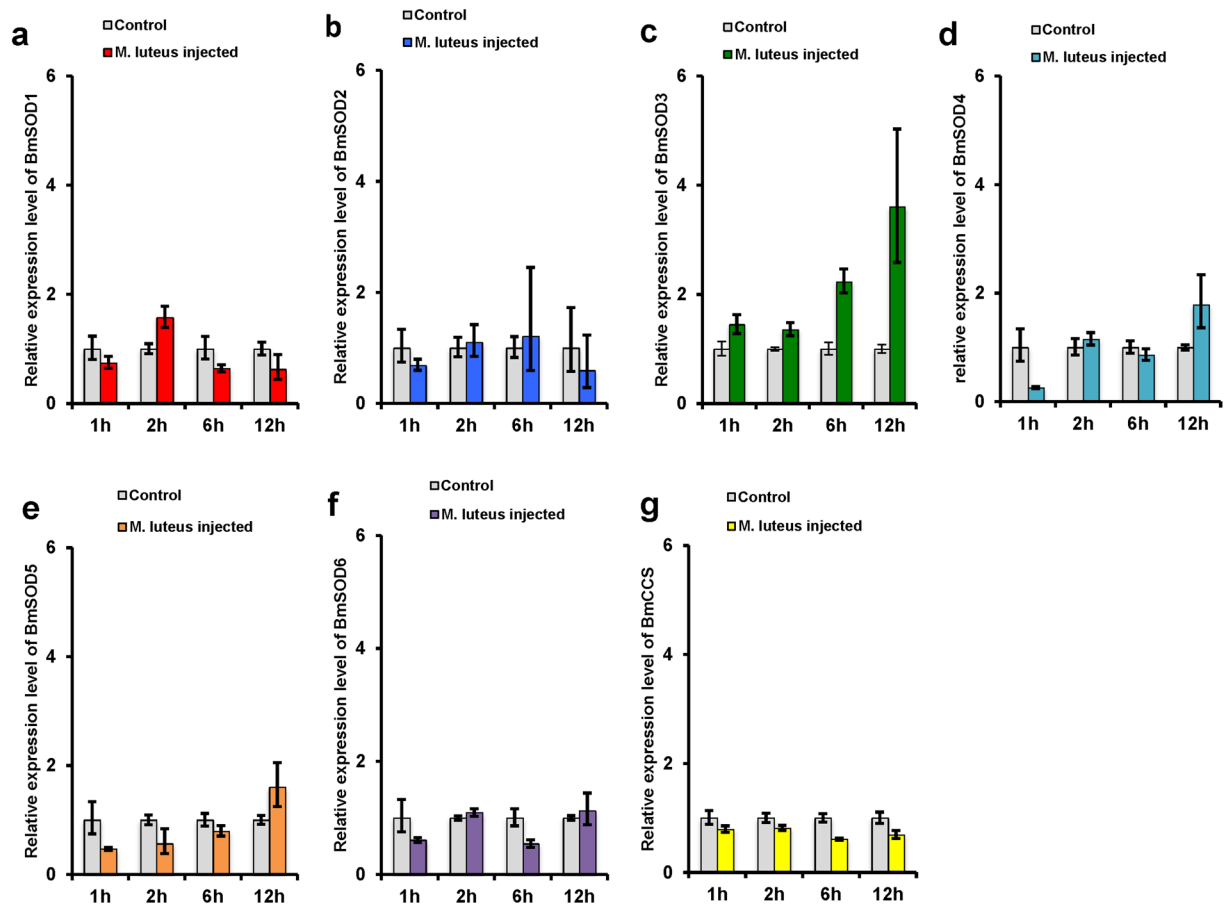 a
Control
M. luteus injected
Relative expression level of BmSOD1
6
4
2
0
1h 2h 6h 12h
b
Control
M. luteus injected
Relative expression level of BmSOD2
6
4
2
0
1h 2h 6h 12h
c
Control
M. luteus injected
Relative expression level of BmSOD3
6
4
2
0
1h 2h 6h 12h
d
Control
M. luteus injected
relative expression level of BmSOD4
6
4
2
0
1h 2h 6h 12h
e
Control
M. luteus injected
Relative expression level of BmSOD5
6
4
2
0
1h 2h 6h 12h
f
Control
M. luteus injected
Relative expression level of BmSOD6
6
4
2
0
1h 2h 6h 12h
g
Control
M. luteus injected
Relative expression level of BmCCS
6
4
2
0
1h 2h 6h 12h